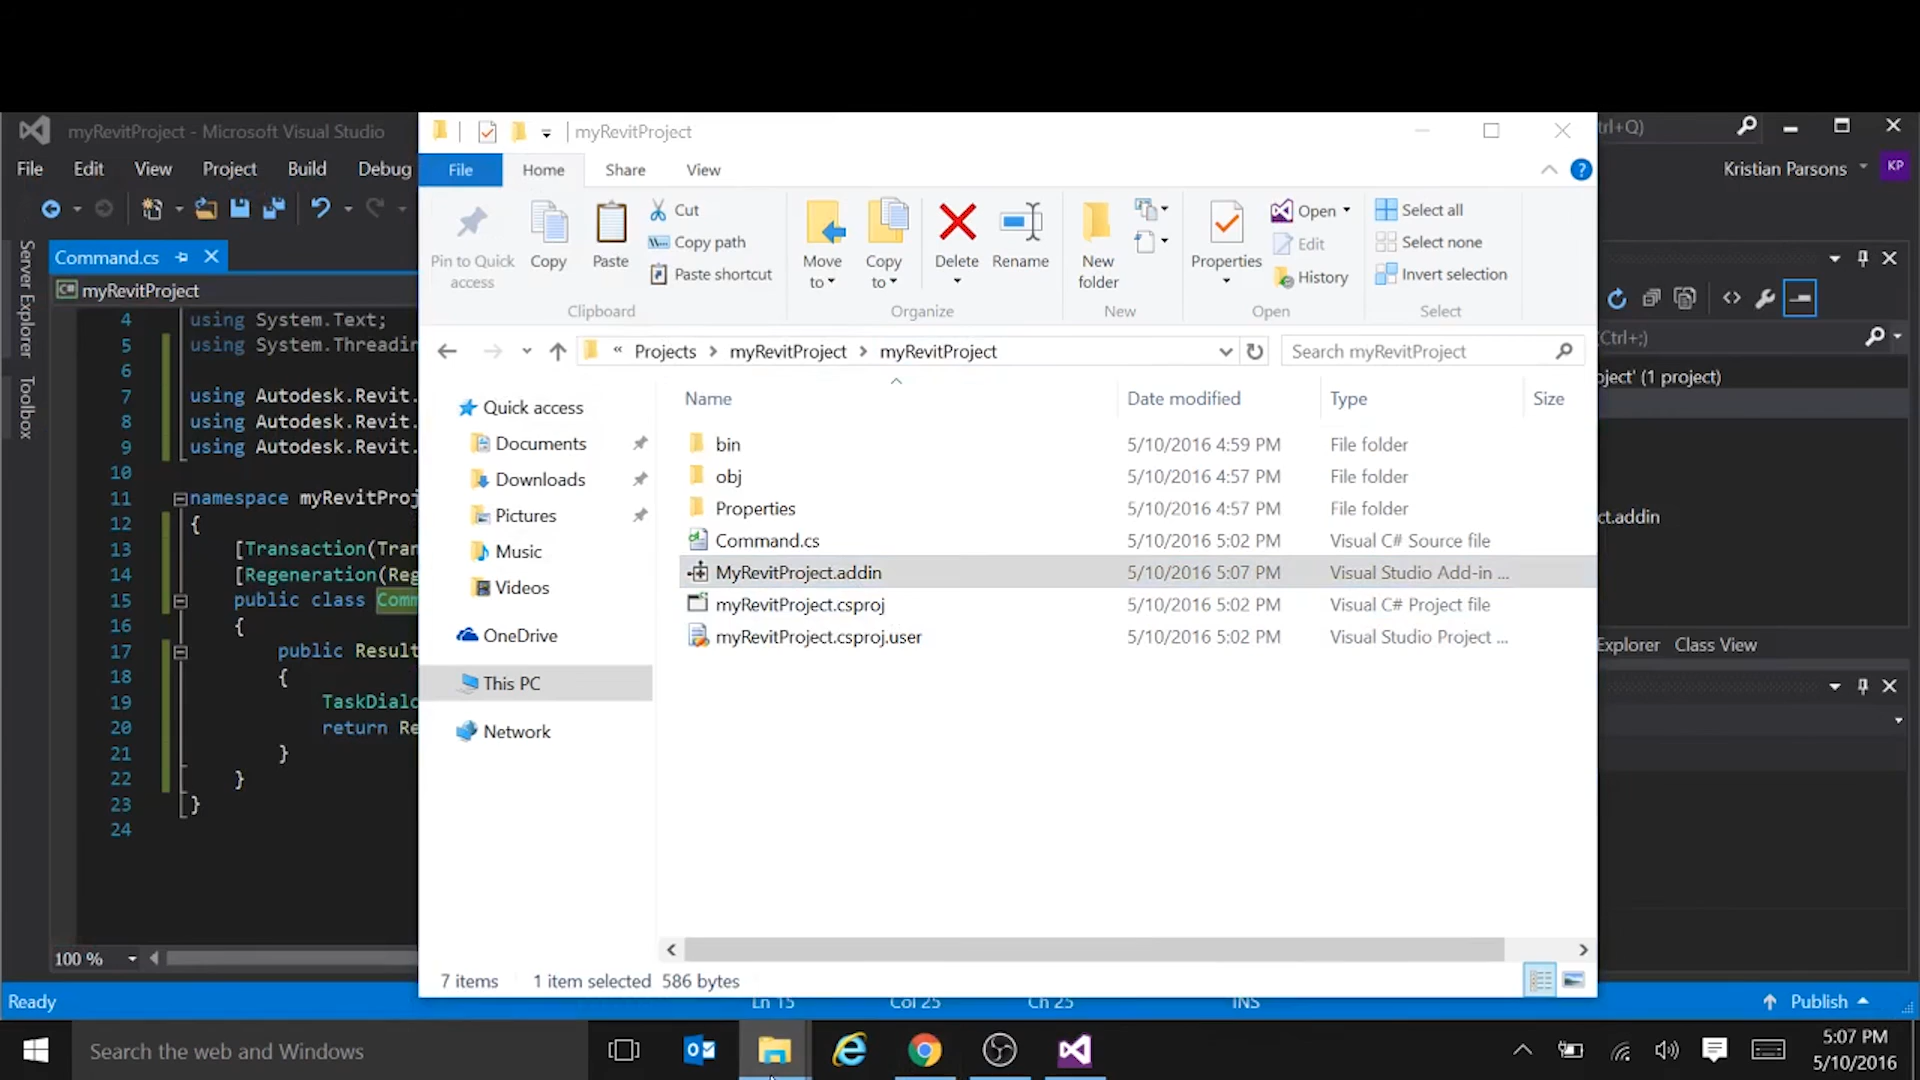 myRevitProject - Microsoft Visual Studio
File Edit View Project Build Debug
Command.cs
myRevitProject
Server Explorer
Toolbox
4 using System.Text;
5 using System.Threadin
6
7 using Autodesk.Revit.
8 using Autodesk.Revit.
9 using Autodesk.Revit.
10
11 namespace myRevitProj
12 {
13 [Transaction(Tran
14 [Regeneration(Reg
15 public class Comm
16 {
17 public Result
18 {
19 TaskDialo
20 return Re
21 }
22 }
23 }
24
100 %
myRevitProject
File Home Share View
Pin to Quick access
Copy
Paste
Cut
Copy path
Paste shortcut
Clipboard
Move to
Copy to
Delete
Rename
Organize
New folder
New
Properties
Open
Edit
History
Open
Select all
Select none
Invert selection
Select
« Projects > myRevitProject > myRevitProject
Search myRevitProject
Quick access
Documents
Downloads
Pictures
Music
Videos
OneDrive
This PC
Network
Name Date modified Type Size
bin 5/10/2016 4:59 PM File folder
obj 5/10/2016 4:57 PM File folder
Properties 5/10/2016 4:57 PM File folder
Command.cs 5/10/2016 5:02 PM Visual C# Source file
MyRevitProject.addin 5/10/2016 5:07 PM Visual Studio Add-in ...
myRevitProject.csproj 5/10/2016 5:02 PM Visual C# Project file
myRevitProject.csproj.user 5/10/2016 5:02 PM Visual Studio Project ...
7 items 1 item selected 586 bytes
trl+Q)
Kristian Parsons KP
(Ctrl+;)
oject' (1 project)
ct.addin
Explorer Class View
Ready Ln 15 Col 25 Ch 25 INS Publish
Search the web and Windows
5:07 PM
5/10/2016